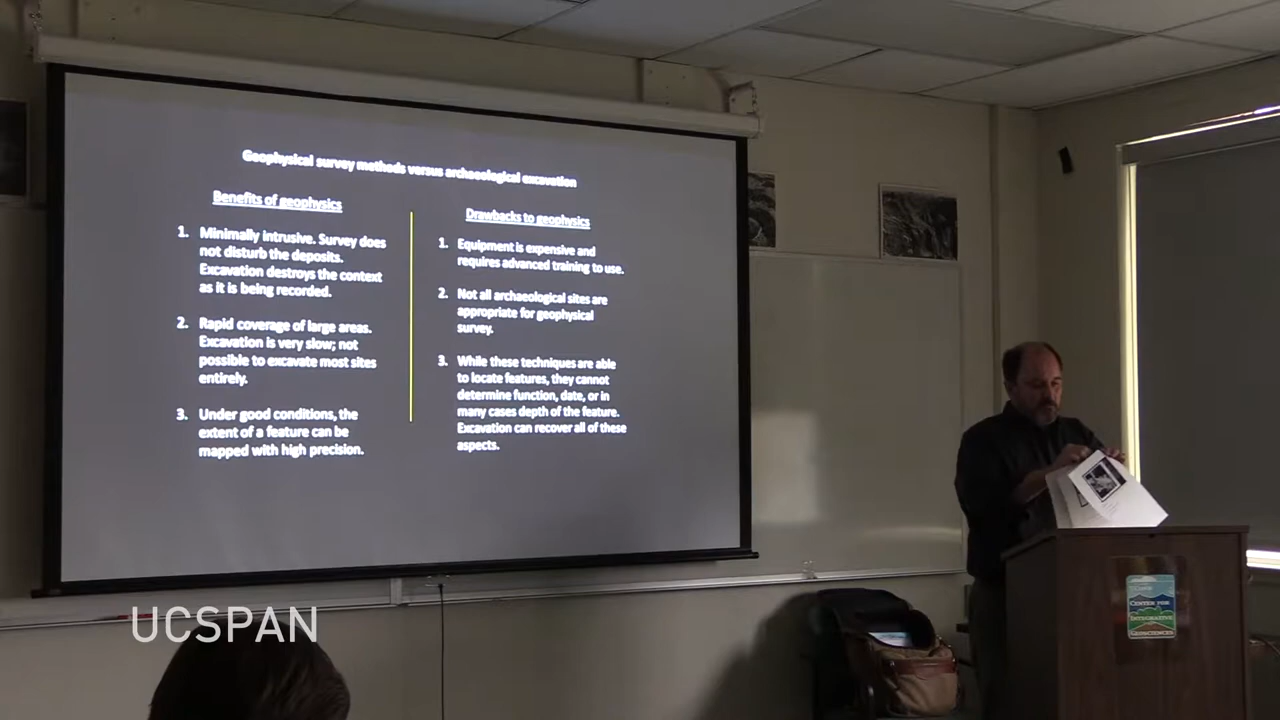 Geophysical survey methods versus archaeological excavation
Benefits of geophysics
1. Minimally intrusive. Survey does
not disturb the deposits.
Excavation destroys the context
as it is being recorded.
2. Rapid coverage of large areas.
Excavation is very slow; not
possible to excavate most sites
entirely.
3. Under good conditions, the
extent of a feature can be
mapped with high precision.
Drawbacks to geophysics
1. Equipment is expensive and
requires advanced training to use.
2. Not all archaeological sites are
appropriate for geophysical
survey.
3. While these techniques are able
to locate features, they cannot
determine function, date, or in
many cases depth of the feature.
Excavation can recover all of these
aspects.
CENTER FOR
INTEGRATIVE
GEOSCIENCES
UCSPAN